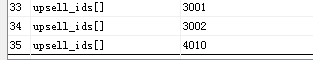 33 upsell_ids[] 3001
34 upsell_ids[] 3002
35 upsell_ids[] 4010